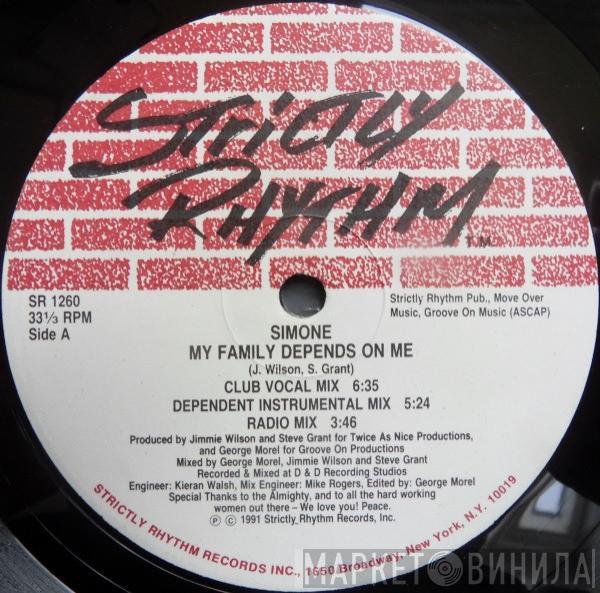 STRICTLY
RHYTHM
T.M.
SR 1260
33⅓ RPM
Side A
Strictly Rhythm Pub., Move Over
Music, Groove On Music (ASCAP)
SIMONE
MY FAMILY DEPENDS ON ME
(J. Wilson, S. Grant)
CLUB VOCAL MIX 6:35
DEPENDENT INSTRUMENTAL MIX 5:24
RADIO MIX 3:46
Produced by Jimmie Wilson and Steve Grant for Twice As Nice Productions,
and George Morel for Groove On Productions
Mixed by George Morel, Jimmie Wilson and Steve Grant
Recorded & Mixed at D & D Recording Studios
Engineer: Kieran Walsh, Mix Engineer: Mike Rogers, Edited by: George Morel
Special Thanks to the Almighty, and to all the hard working
women out there – We love you! Peace.
℗ © 1991 Strictly Rhythm Records, Inc.
STRICTLY RHYTHM RECORDS INC., 1650 Broadway, New York, N.Y. 10019
МАРКЕТ ВИНИЛА